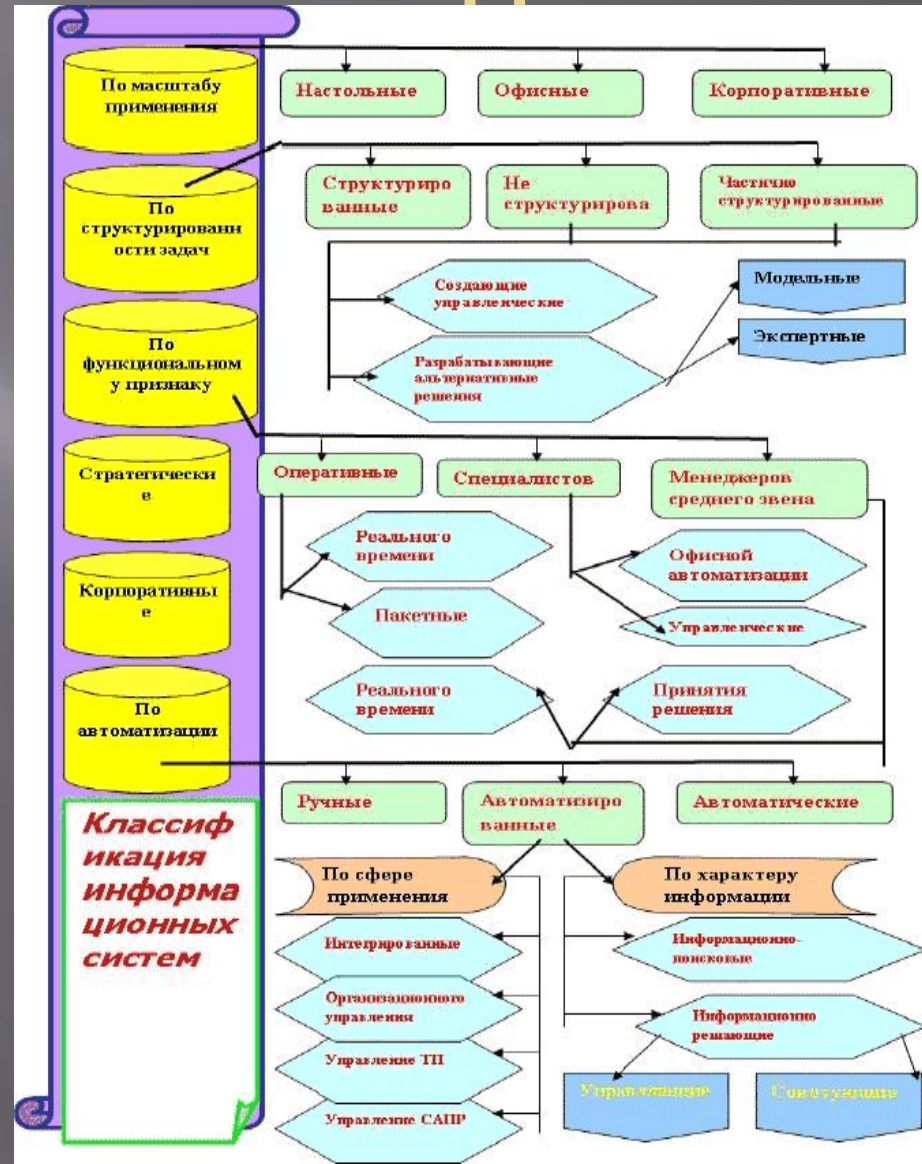 По масштабу
применения
Настольные
Офисные
Корпоративные
По
структурированн
ости задач
Структуриро
ванные
Не
структурирова
Частично
структурированные
Создающие
управленческие
Модельные
Экспертные
Разрабатывающие
альтернативные
решения
По
функциональном
у признаку
Стратегически
е
Оперативные
Специалистов
Менеджеров
среднего звена
Реального
времени
Офисной
автоматизации
Корпоративны
е
Пакетные
Управленческие
Реального
времени
Принятия
решения
По
автоматизации
Ручные
Автоматизиро
ванные
Автоматические
Классиф
икация
информа
ционных
систем
По сфере
применения
По характеру
информации
Интегрированные
Информационно-
поисковые
Организационного
управления
Информационно
решающие
Управление ТП
Управляющие
Советующие
Управление САПР